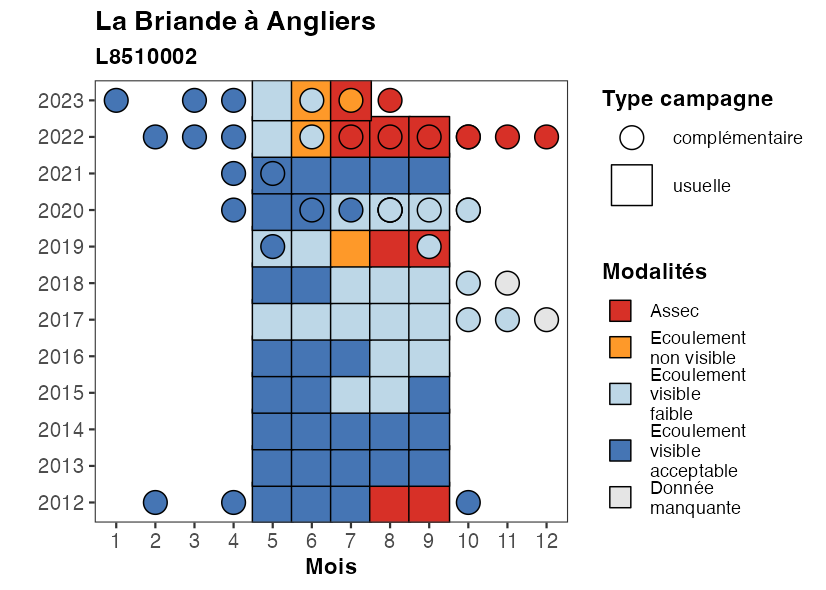 La Briande à Angliers
L8510002
2023
2022
2021
2020
2019
2018
2017
2016
2015
2014
2013
2012
1 2 3 4 5 6 7 8 9 10 11 12
Mois
Type campagne
complémentaire
usuelle
Modalités
Assec
Ecoulement
non visible
Ecoulement
visible
faible
Ecoulement
visible
acceptable
Donnée
manquante